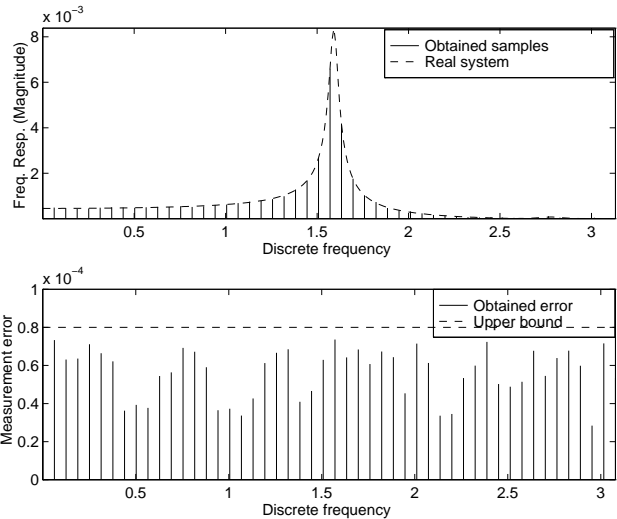 x 10^-3
8
6
4
2
Freq. Resp. (Magnitude)
Obtained samples
Real system
0.5 1 1.5 2 2.5 3
Discrete frequency
x 10^-4
1
0.8
0.6
0.4
0.2
0
Measurement error
Obtained error
Upper bound
0.5 1 1.5 2 2.5 3
Discrete frequency